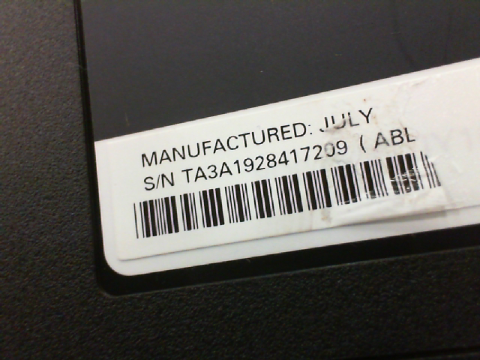 MANUFACTURED: JULY
S/N TA3A1928417209 ( ABL